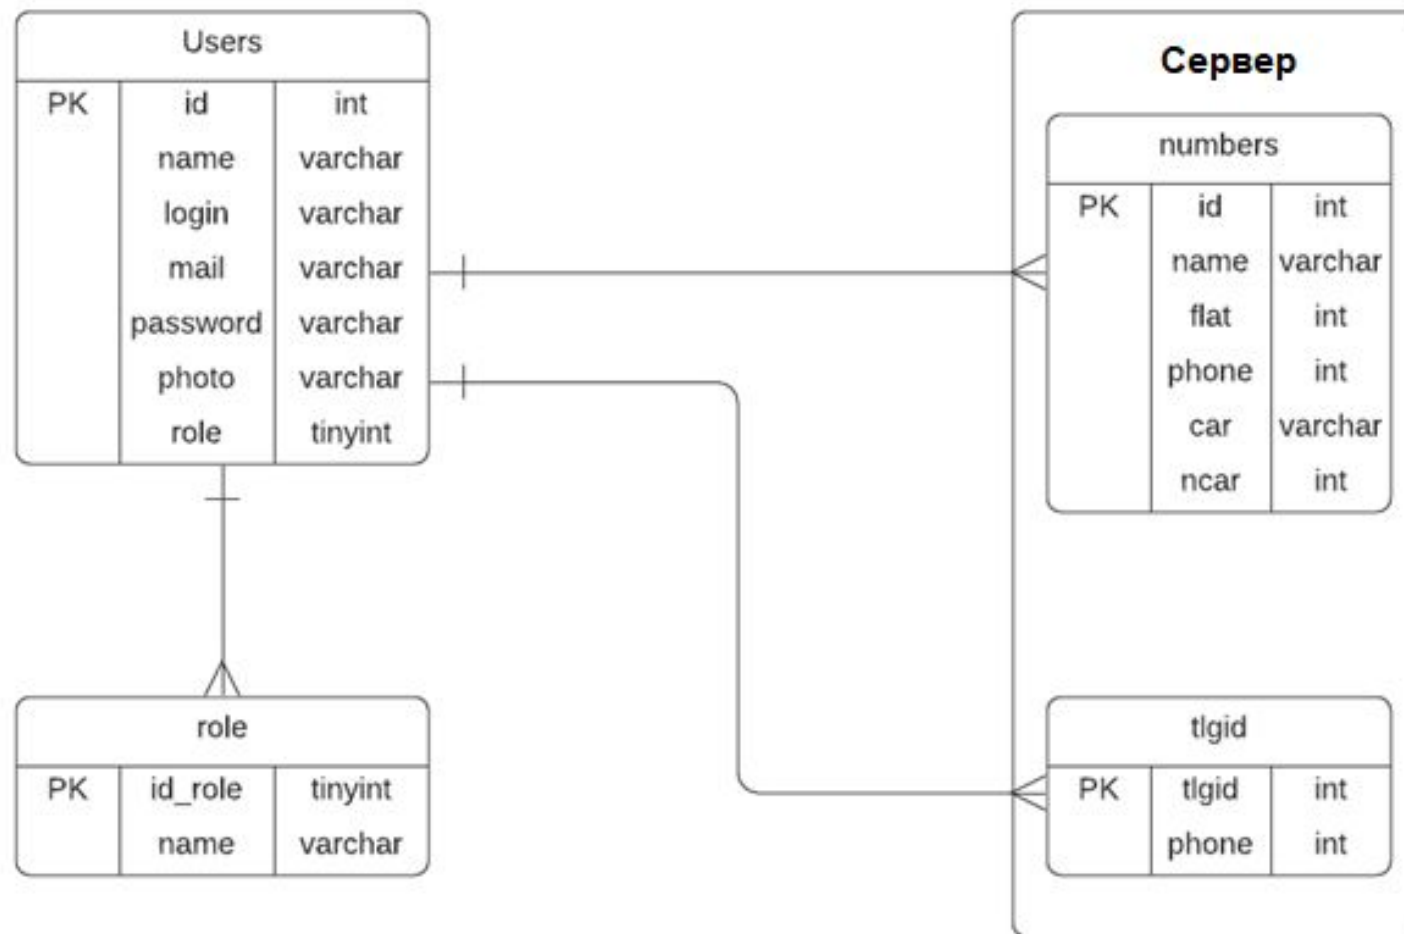 Users
PK id int
name varchar
login varchar
mail varchar
password varchar
photo varchar
role tinyint
role
PK id_role tinyint
name varchar
Сервер
numbers
PK id int
name varchar
flat int
phone int
car varchar
ncar int
tlgid
PK tlgid int
phone int